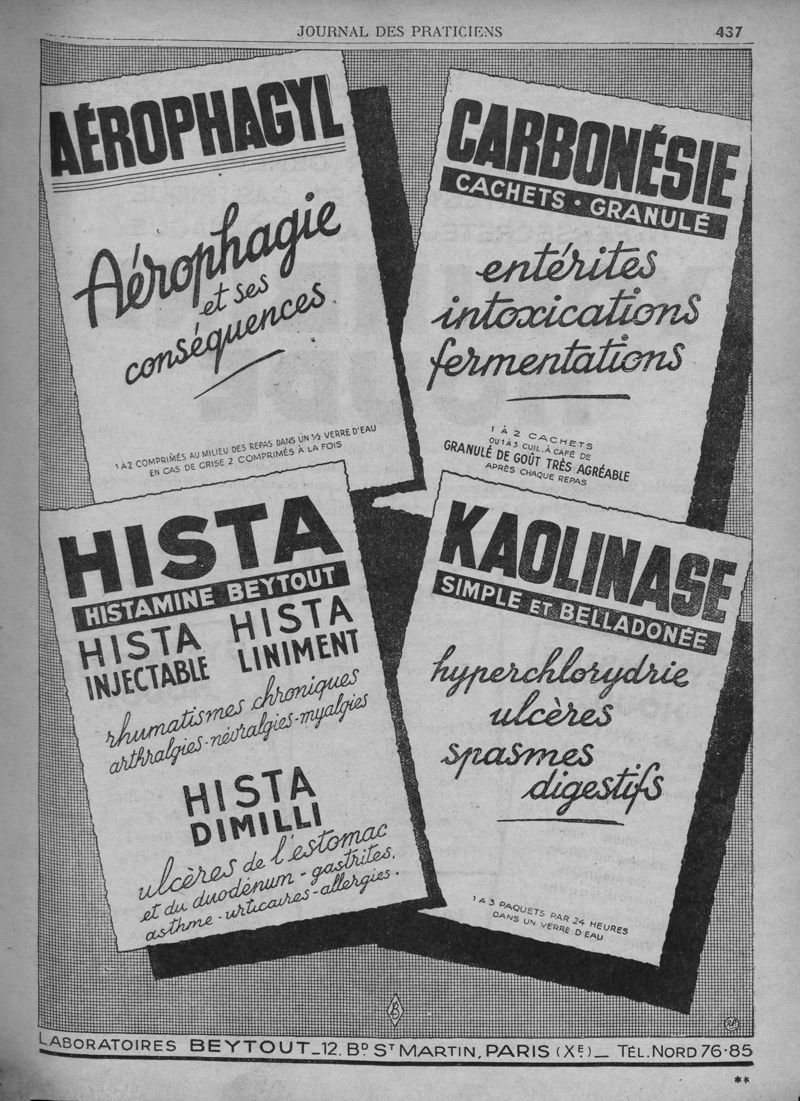 JOURNAL DES PRATICIENS
437
AÉROPHAGYL
Aérophagie
et ses
conséquences
1 À 2 COMPRIMÉS AU MILIEU DES REPAS DANS UN 1/2 VERRE D'EAU
EN CAS DE CRISE 2 COMPRIMÉS À LA FOIS
CARBONÉSIE
CACHETS · GRANULÉ
entérites
intoxications
fermentations
1 À 2 CACHETS
OU 1 À 3 CUIL. À CAFÉ DE
GRANULÉ DE GOÛT TRÈS AGRÉABLE
APRÈS CHAQUE REPAS
HISTA
HISTAMINE BEYTOUT
HISTA INJECTABLE
HISTA LINIMENT
rhumatismes chroniques
arthralgies-névralgies-myalgies
HISTA
DIMILLI
ulcères de l'estomac
et du duodénum - gastrites.
asthme - urticaires - allergies.
KAOLINASE
SIMPLE ET BELLADONÉE
hyperchlorydrie
ulcères
spasmes
digestifs
1 A 3 PAQUETS PAR 24 HEURES
DANS UN VERRE D'EAU
LABORATOIRES BEYTOUT_12. BD ST MARTIN, PARIS (XE)_ TÉL. NORD 76-85
**